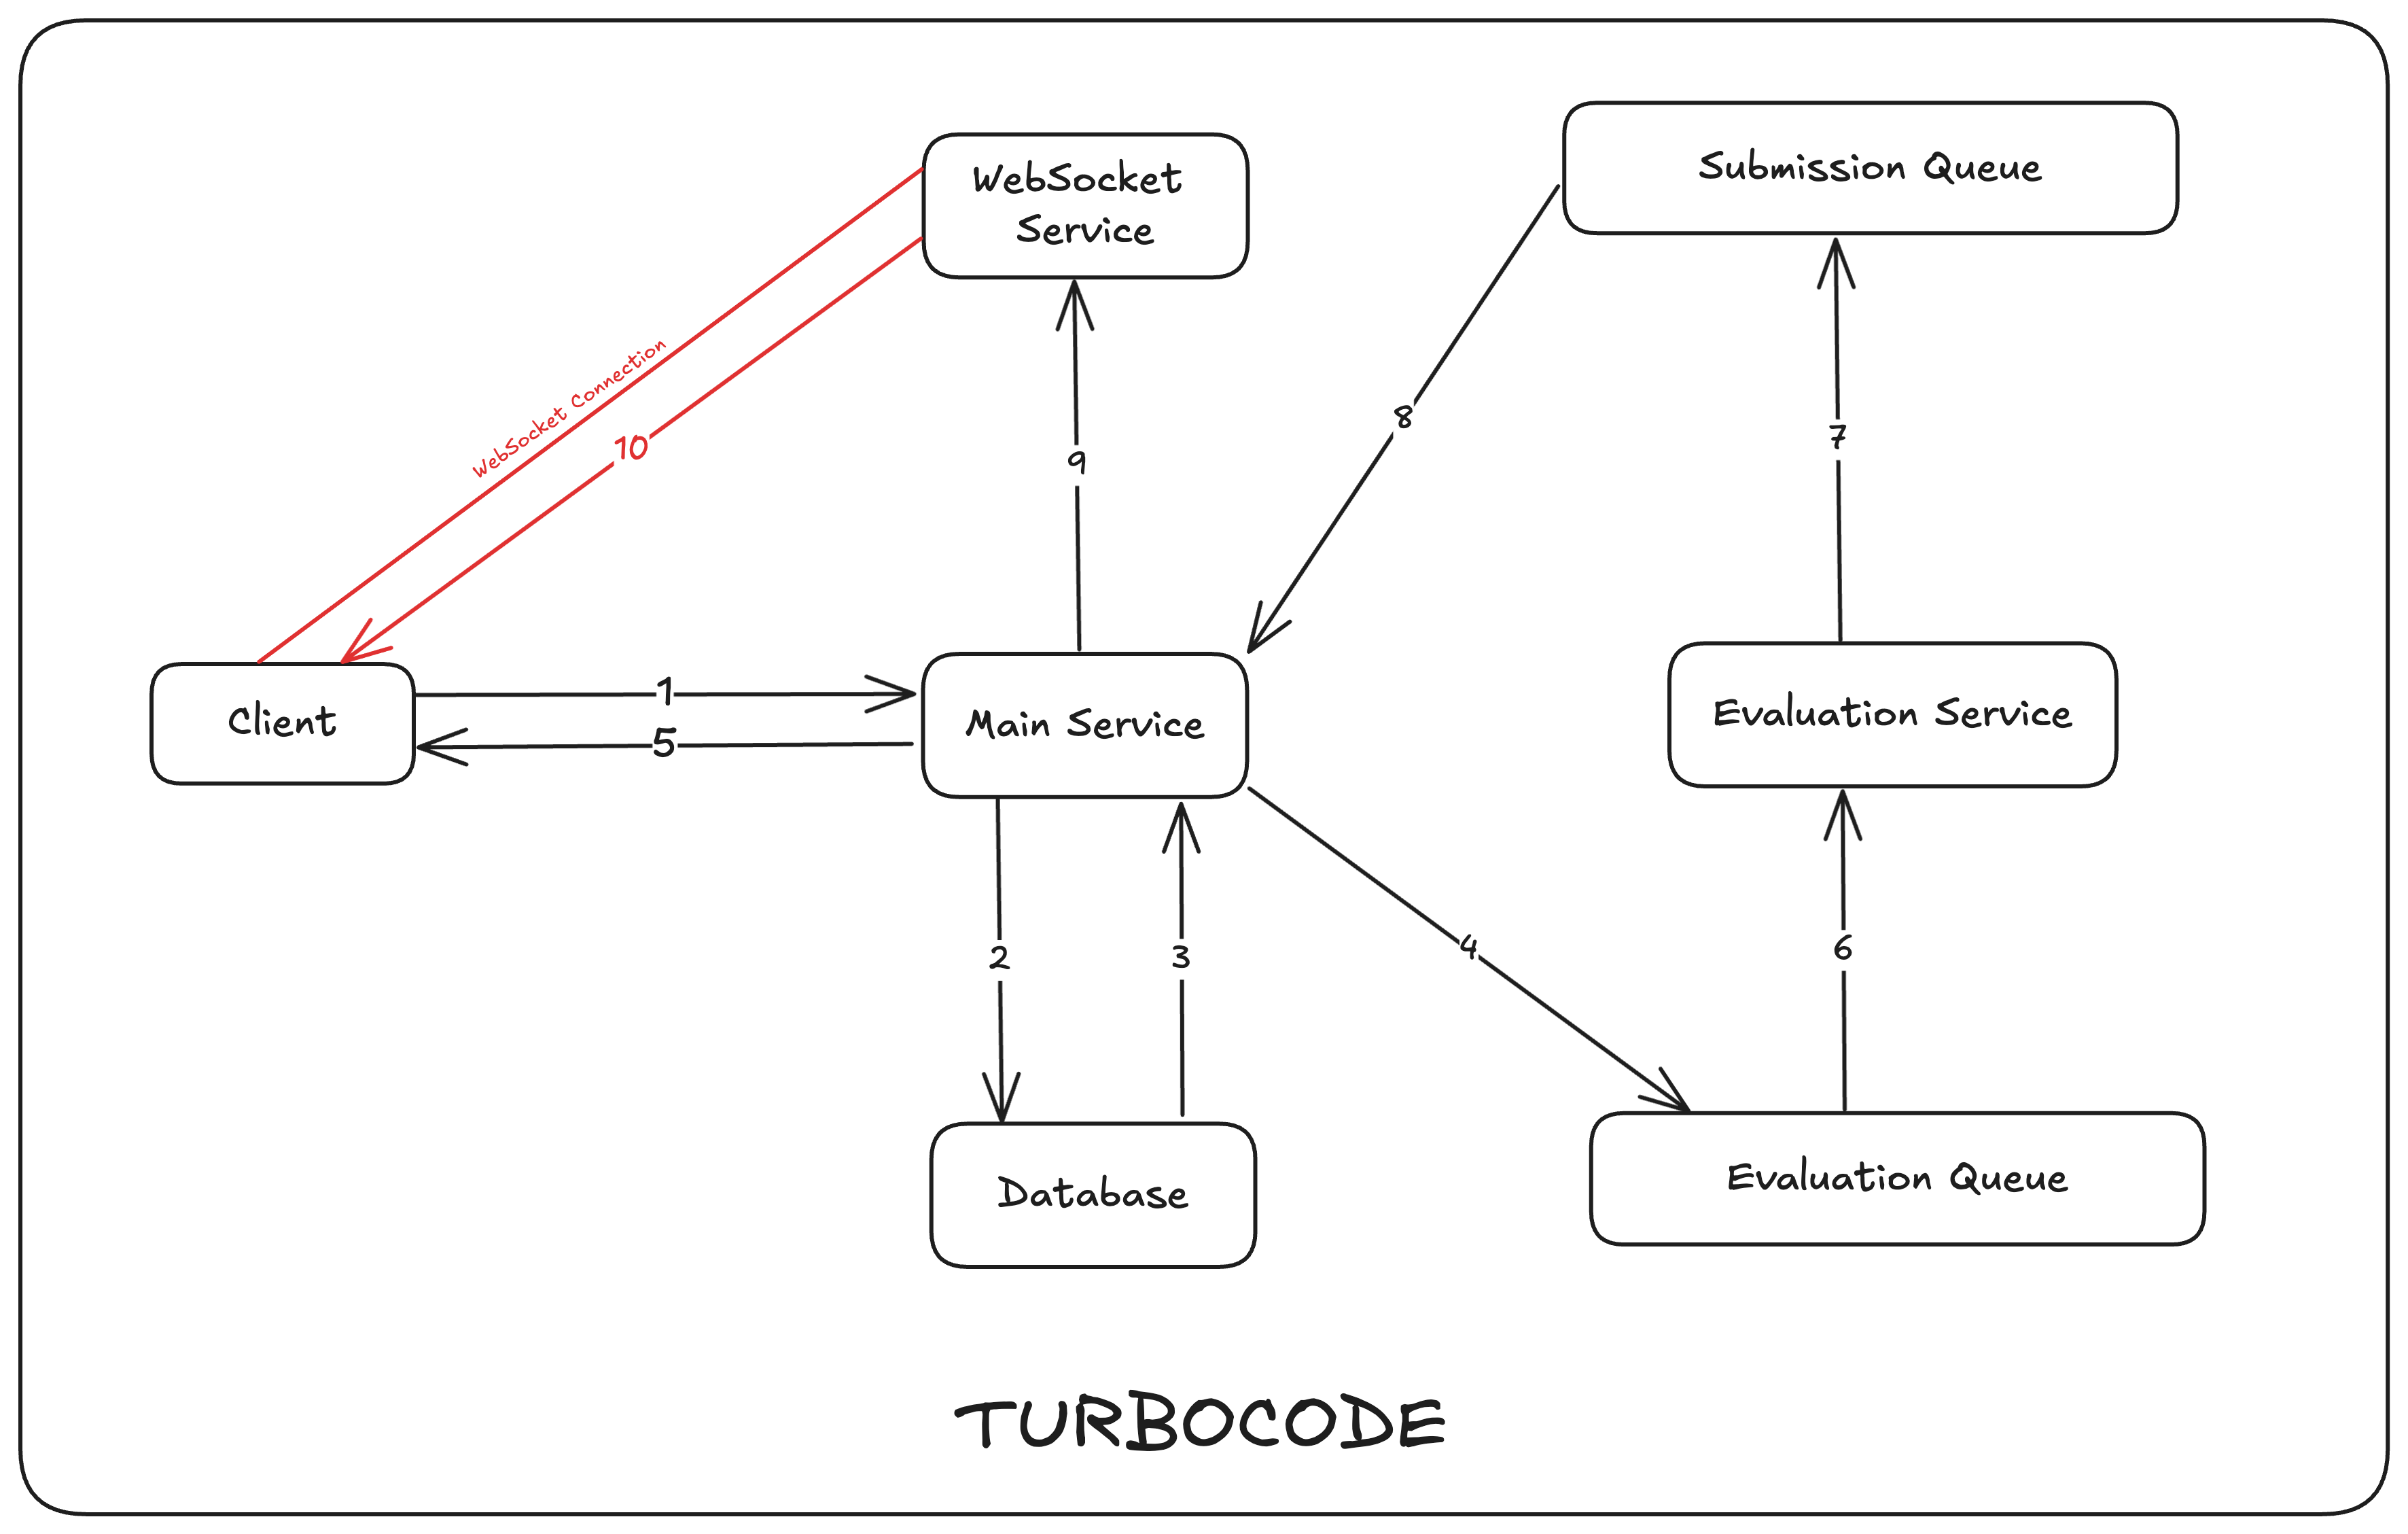 WebSocket
Service
Submission Queue
WebSocket Connection
10
9
8
7
Client
1
5
Main Service
Evaluation Service
2
3
4
6
Database
Evaluation Queue
TURBOCODE